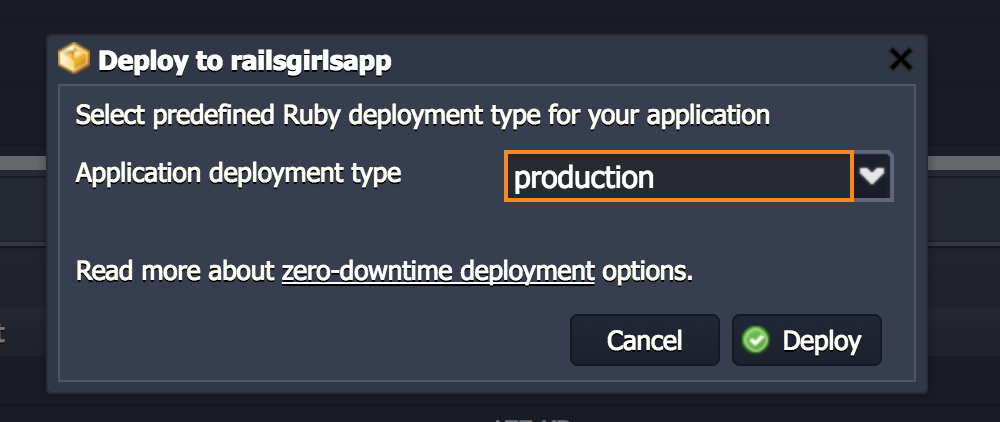 Deploy to railsgirlsapp
Select predefined Ruby deployment type for your application
Application deployment type
production
Read more about zero-downtime deployment options.
Cancel
Deploy